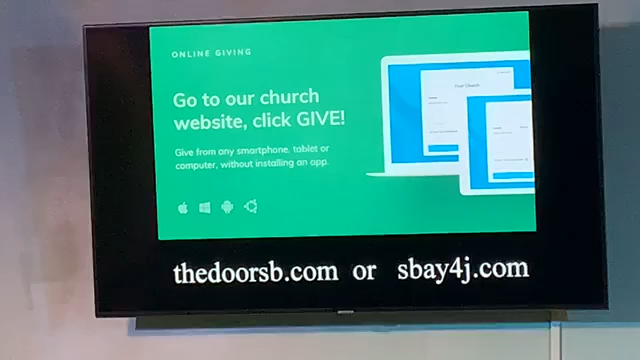 ONLINE GIVING
Go to our church
website, click GIVE!
Give from any smartphone, tablet or
computer, without installing an app.
thedoorsb.com or sbay4j.com